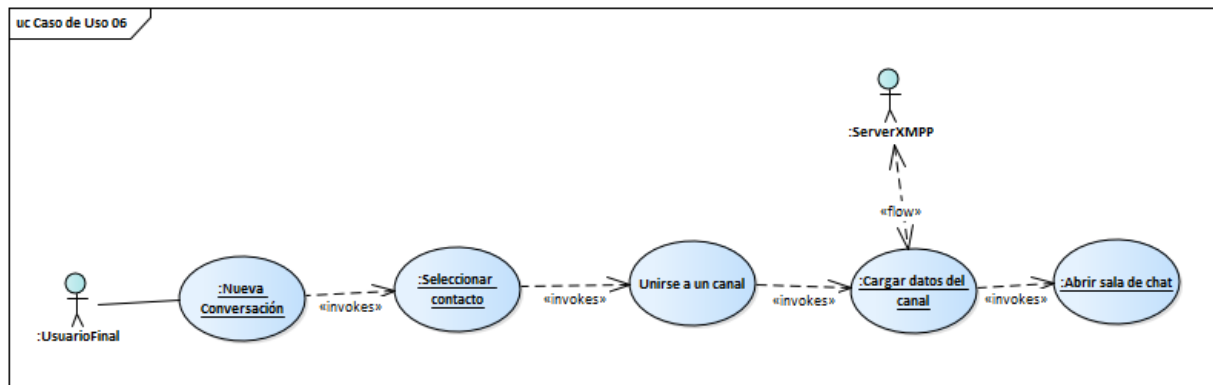 uc Caso de Uso 06
:ServerXMPP
«flow»
:UsuarioFinal
:Nueva
Conversación
«invokes»
:Seleccionar
contacto
«invokes»
Unirse a un canal
«invokes»
:Cargar datos del
canal
«invokes»
:Abrir sala de chat